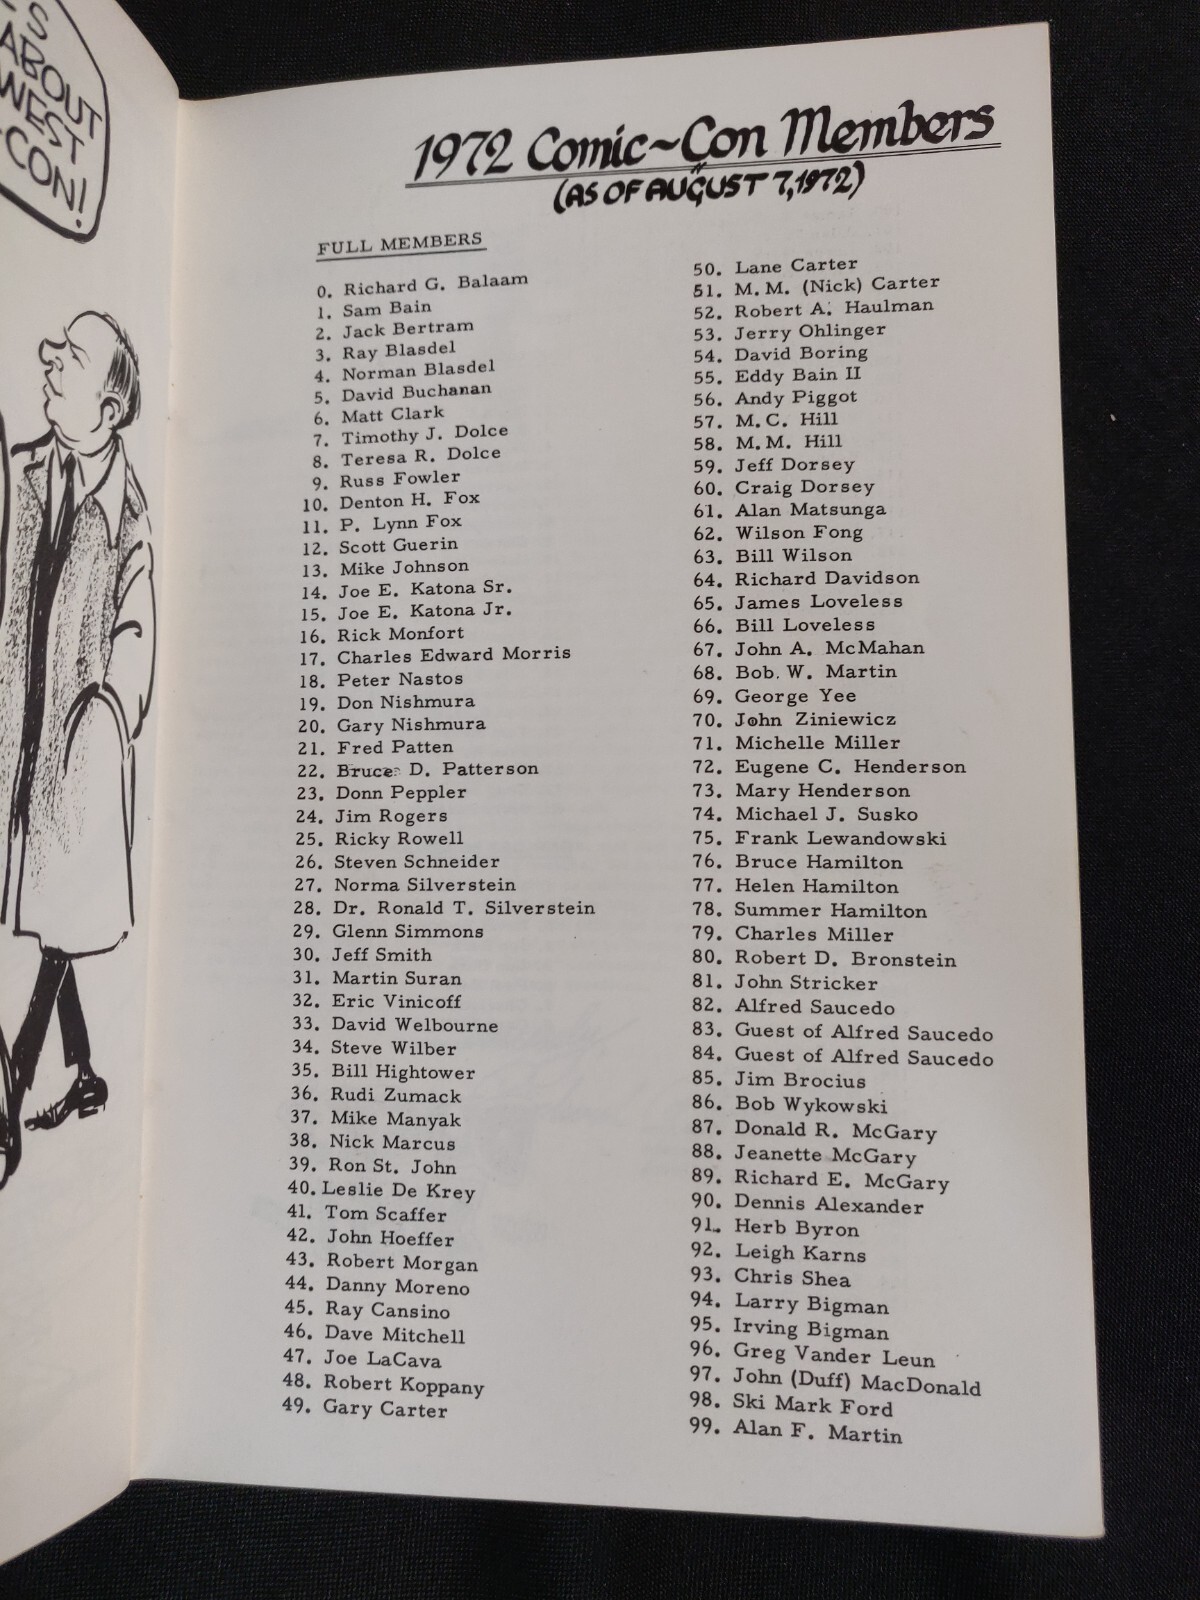 ABOUT
WEST
CON!
1972 Comic~Con Members
(AS OF AUGUST 7, 1972)
FULL MEMBERS
0. Richard G. Balaam
1. Sam Bain
2. Jack Bertram
3. Ray Blasdel
4. Norman Blasdel
5. David Buchanan
6. Matt Clark
7. Timothy J. Dolce
8. Teresa R. Dolce
9. Russ Fowler
10. Denton H. Fox
11. P. Lynn Fox
12. Scott Guerin
13. Mike Johnson
14. Joe E. Katona Sr.
15. Joe E. Katona Jr.
16. Rick Monfort
17. Charles Edward Morris
18. Peter Nastos
19. Don Nishmura
20. Gary Nishmura
21. Fred Patten
22. Bruce D. Patterson
23. Donn Peppler
24. Jim Rogers
25. Ricky Rowell
26. Steven Schneider
27. Norma Silverstein
28. Dr. Ronald T. Silverstein
29. Glenn Simmons
30. Jeff Smith
31. Martin Suran
32. Eric Vinicoff
33. David Welbourne
34. Steve Wilber
35. Bill Hightower
36. Rudi Zumack
37. Mike Manyak
38. Nick Marcus
39. Ron St. John
40. Leslie De Krey
41. Tom Scaffer
42. John Hoeffer
43. Robert Morgan
44. Danny Moreno
45. Ray Cansino
46. Dave Mitchell
47. Joe LaCava
48. Robert Koppany
49. Gary Carter
50. Lane Carter
51. M.M. (Nick) Carter
52. Robert A. Haulman
53. Jerry Ohlinger
54. David Boring
55. Eddy Bain II
56. Andy Piggot
57. M.C. Hill
58. M.M. Hill
59. Jeff Dorsey
60. Craig Dorsey
61. Alan Matsunga
62. Wilson Fong
63. Bill Wilson
64. Richard Davidson
65. James Loveless
66. Bill Loveless
67. John A. McMahan
68. Bob. W. Martin
69. George Yee
70. John Ziniewicz
71. Michelle Miller
72. Eugene C. Henderson
73. Mary Henderson
74. Michael J. Susko
75. Frank Lewandowski
76. Bruce Hamilton
77. Helen Hamilton
78. Summer Hamilton
79. Charles Miller
80. Robert D. Bronstein
81. John Stricker
82. Alfred Saucedo
83. Guest of Alfred Saucedo
84. Guest of Alfred Saucedo
85. Jim Brocius
86. Bob Wykowski
87. Donald R. McGary
88. Jeanette McGary
89. Richard E. McGary
90. Dennis Alexander
91. Herb Byron
92. Leigh Karns
93. Chris Shea
94. Larry Bigman
95. Irving Bigman
96. Greg Vander Leun
97. John (Duff) MacDonald
98. Ski Mark Ford
99. Alan F. Martin